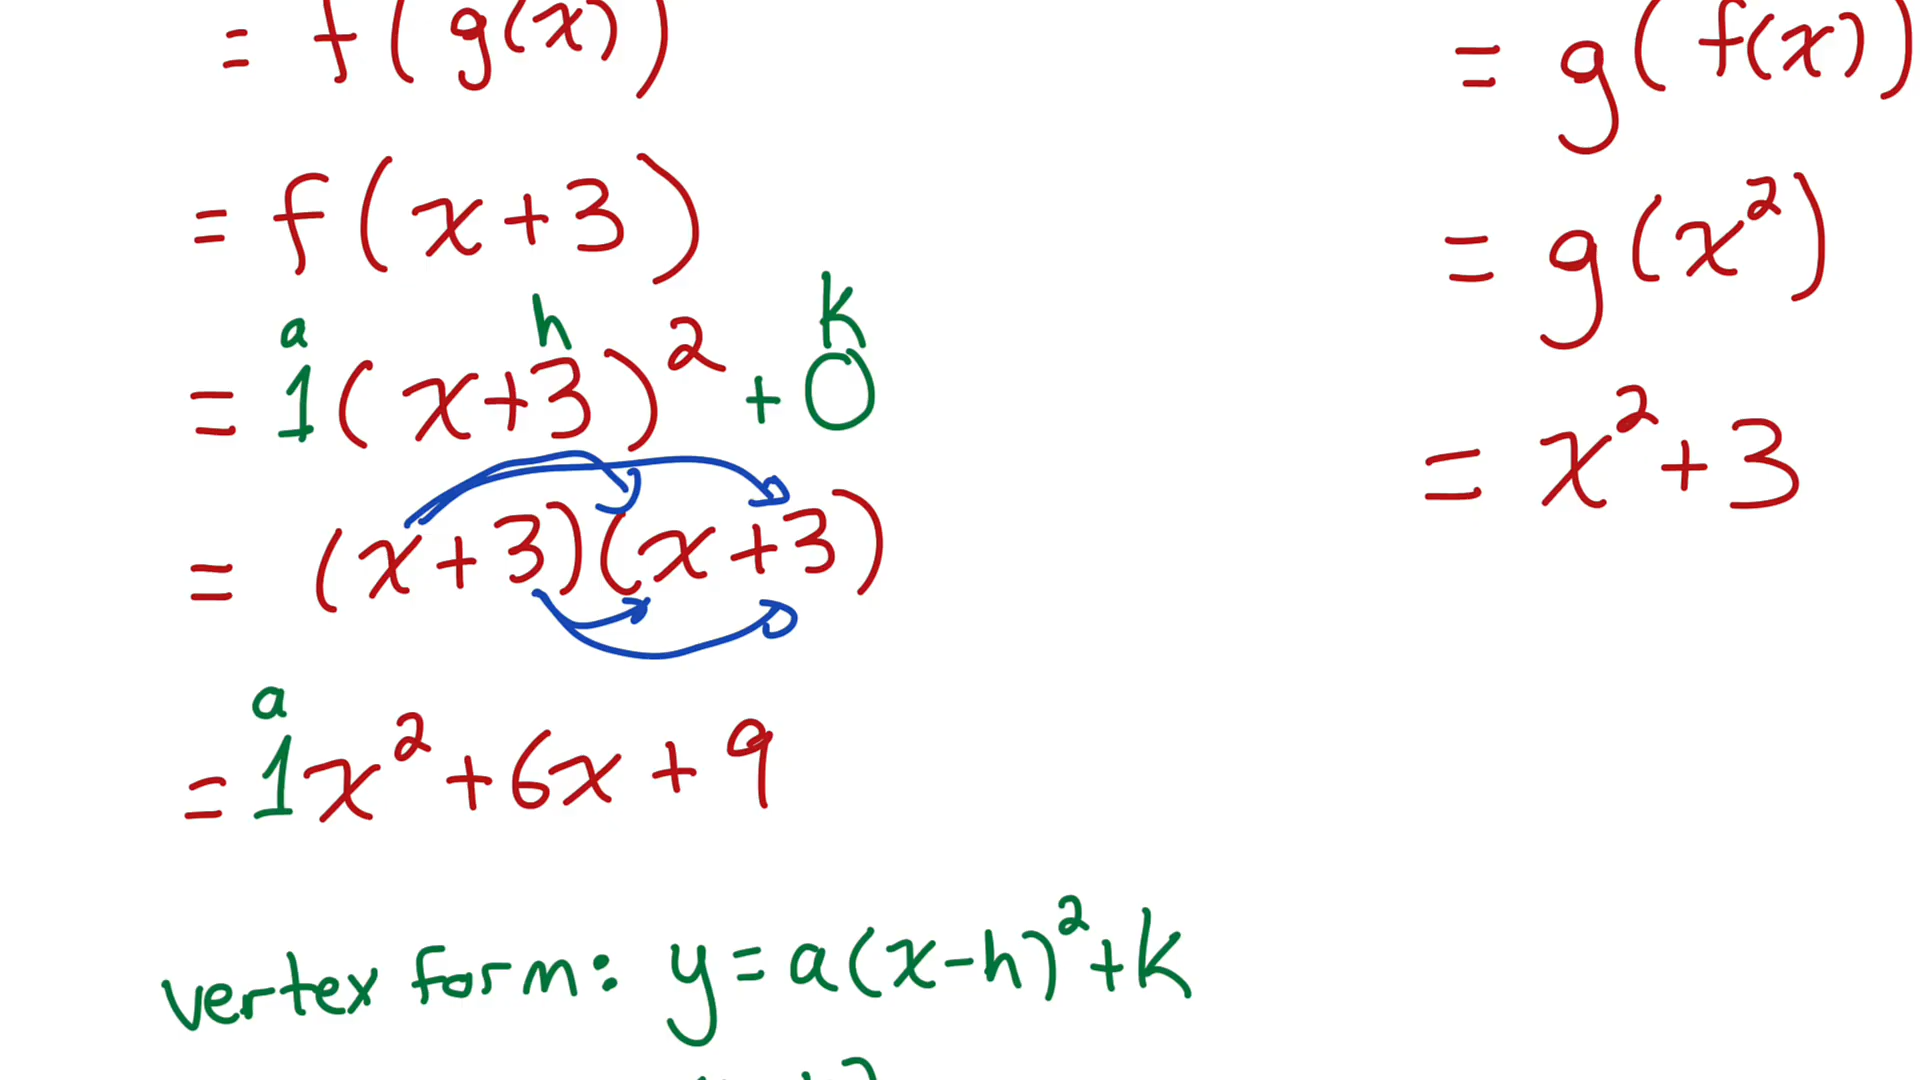 = f(g(x))
= f(x+3)
a h k
= 1(x+3)² + 0
= (x+3)(x+3)
a
= 1x² + 6x + 9
vertex form: y = a(x-h)² + k
= g(f(x))
= g(x²)
= x² + 3